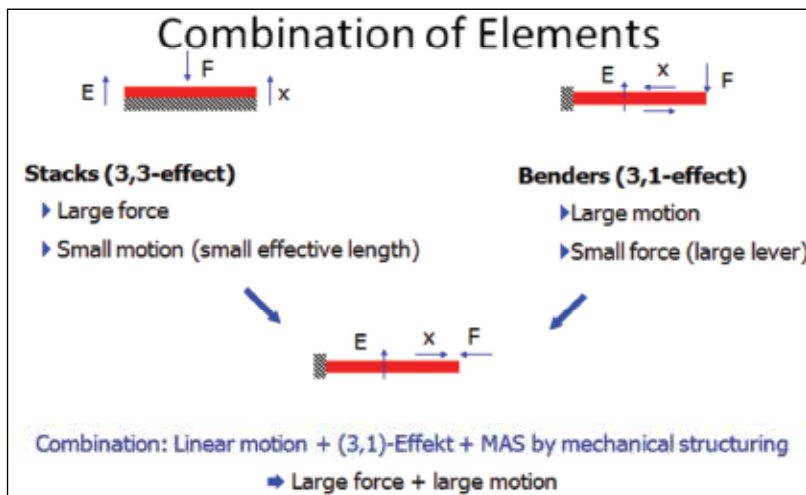 Combination of Elements
E F x
E x F
Stacks (3,3-effect)
Large force
Small motion (small effective length)
Benders (3,1-effect)
Large motion
Small force (large lever)
E x F
Combination: Linear motion + (3,1)-Effekt + MAS by mechanical structuring
Large force + large motion